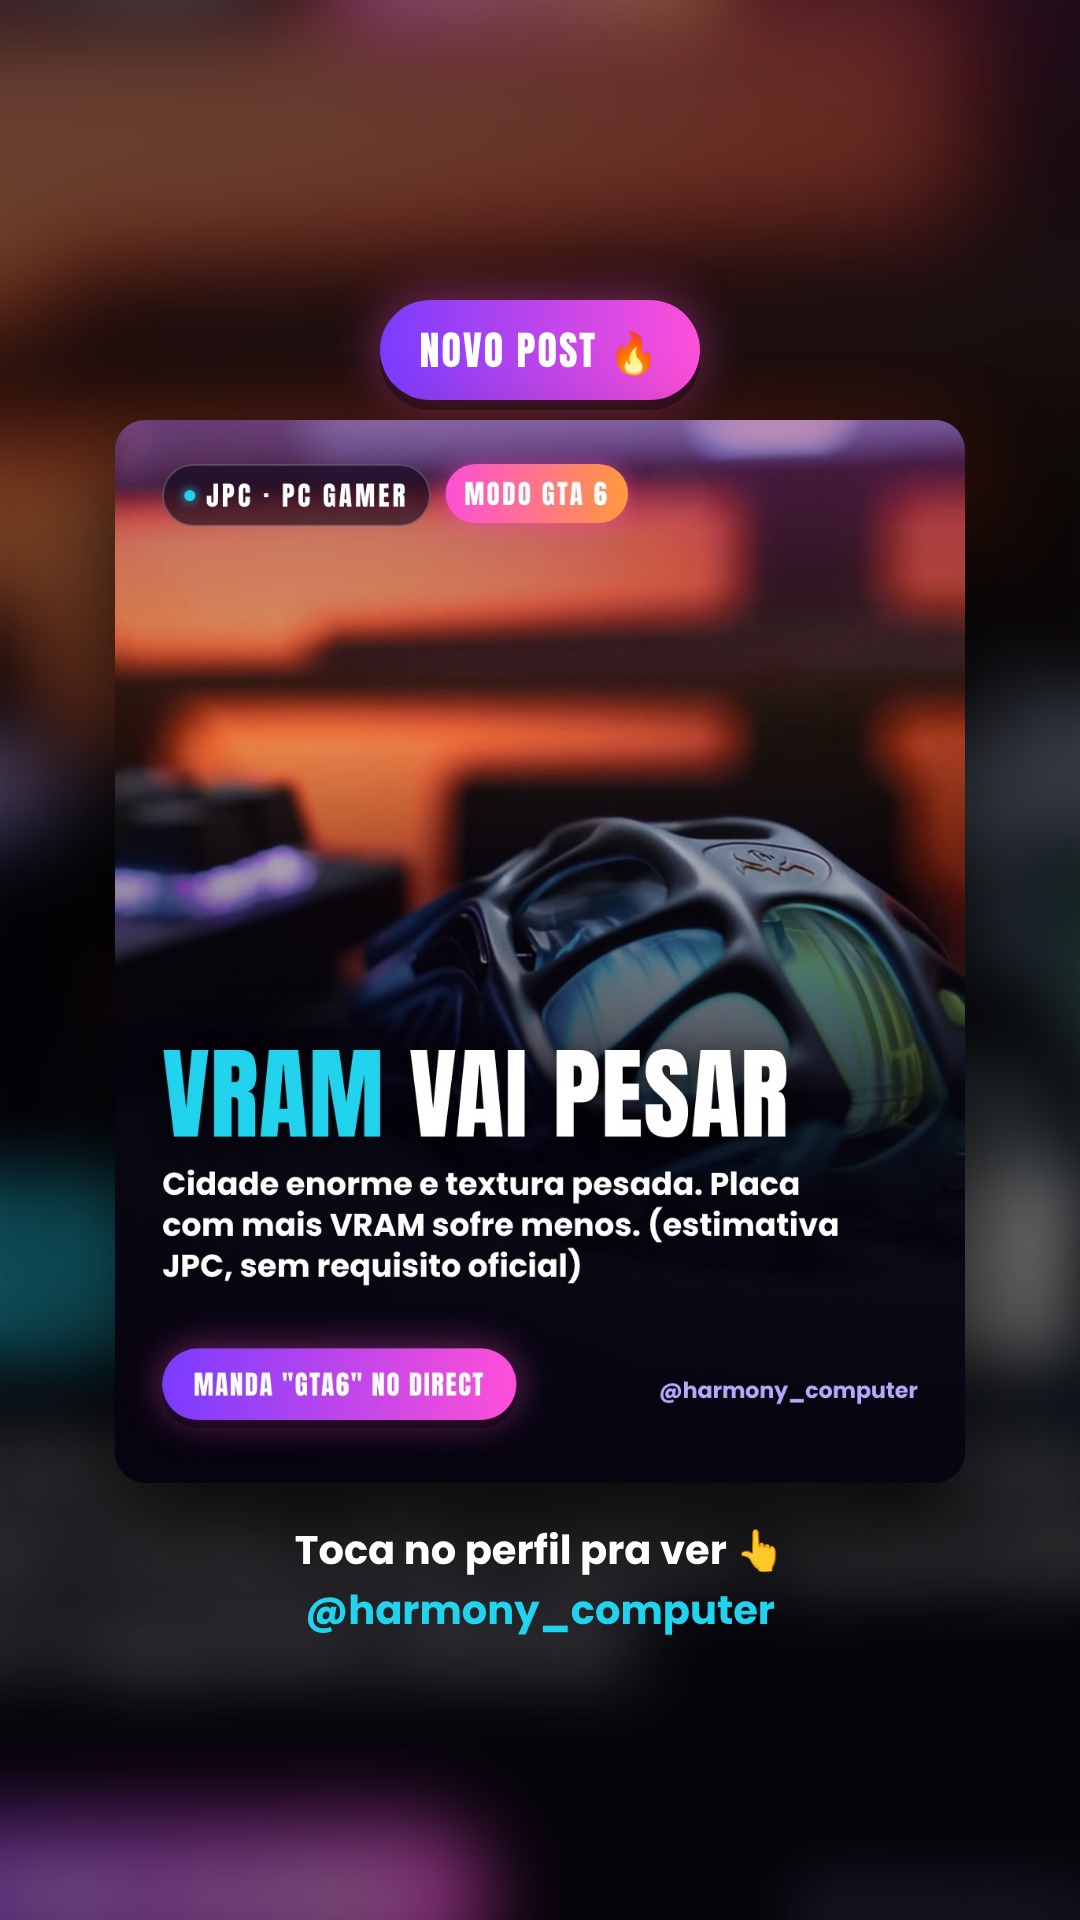 NOVO POST 🔥
JPC · PC GAMER
MODO GTA 6
VRAM VAI PESAR
Cidade enorme e textura pesada. Placa
com mais VRAM sofre menos. (estimativa
JPC, sem requisito oficial)
MANDA "GTA6" NO DIRECT
@harmony_computer
Toca no perfil pra ver 👆
@harmony_computer